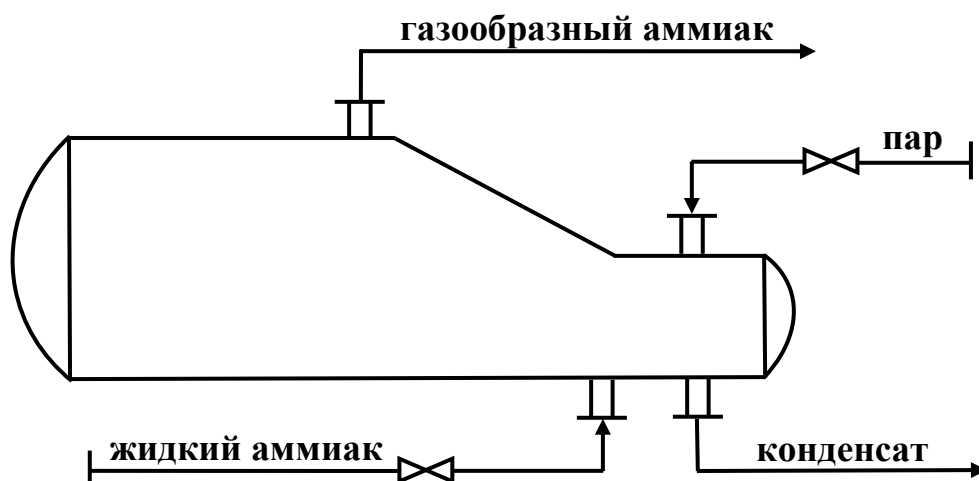 газообразный аммиак
пар
жидкий аммиак
конденсат